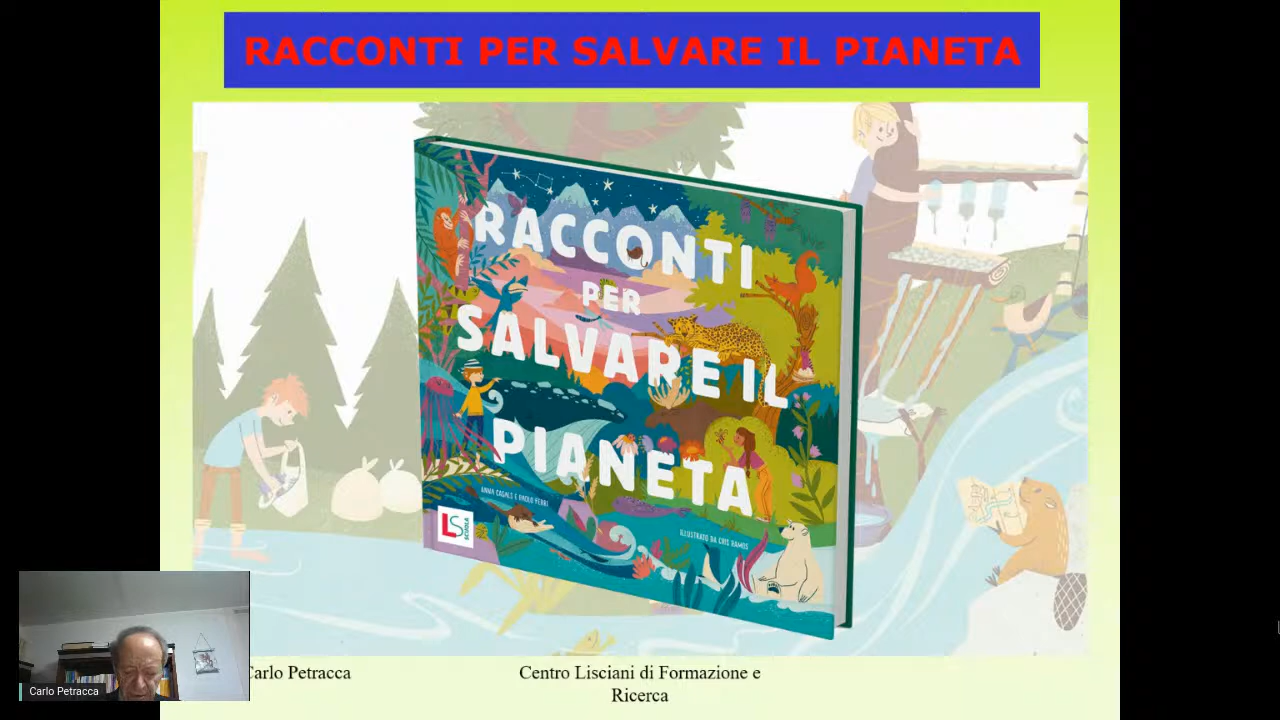 RACCONTI PER SALVARE IL PIANETA
RACCONTI
PER
SALVARE IL
PIANETA
ANNA CASALS E PAOLO FERRI
ILLUSTRATO DA CRIS RAMOS
LS
SCUOLA
Carlo Petracca
Carlo Petracca
Centro Lisciani di Formazione e
Ricerca